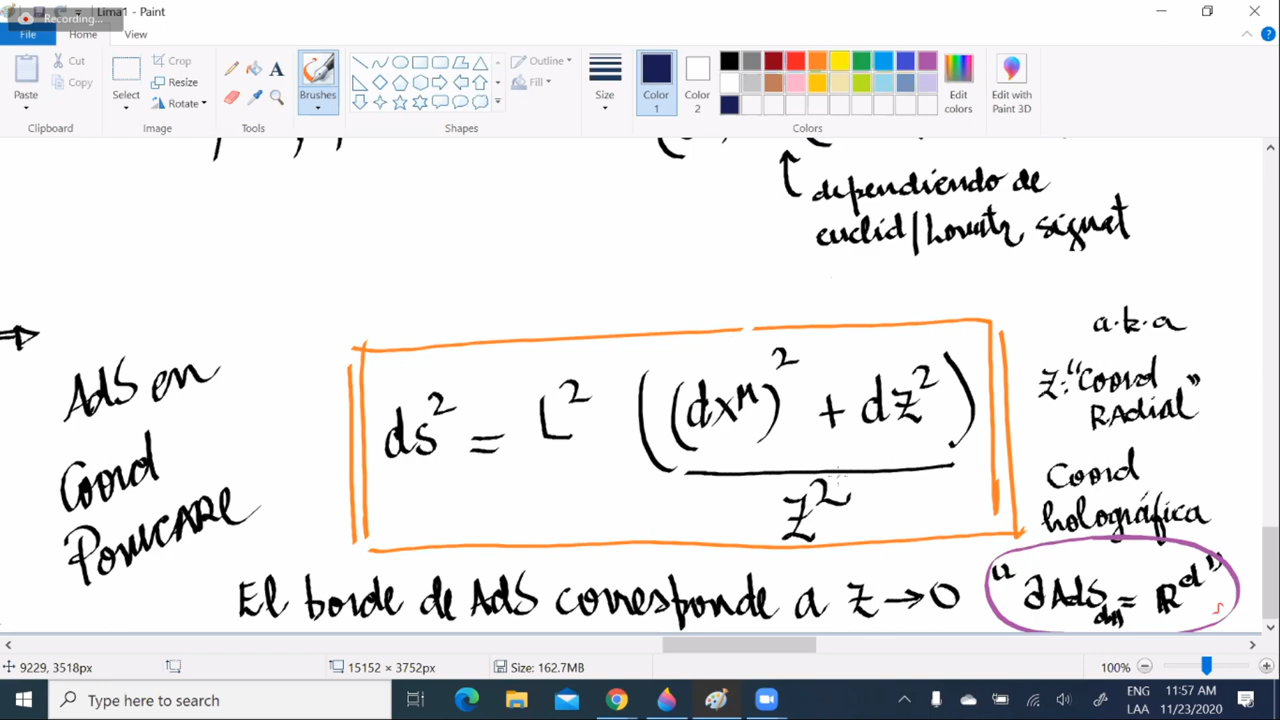 Recording...
Lima1 - Paint
File Home View
Paste
Cut
Copy
Clipboard
Select
Crop
Resize
Rotate
Image
Tools
Brushes
Shapes
Outline
Fill
Size
Color 1
Color 2
Colors
Edit colors
Edit with Paint 3D
dependiendo de
euclid/Lorentz signat
⇒ AdS en
Coord
POINCARE
ds² = L² ((dx^μ)² + dz²)
z²
a.k.a
z: "Coord
RAdial"
Coord
holográfica
El borde de AdS corresponde a z → 0
"∂AdS_{d+1} = R^d"
9229, 3518px
15152 × 3752px
Size: 162.7MB
100%
Type here to search
ENG
LAA
11:57 AM
11/23/2020